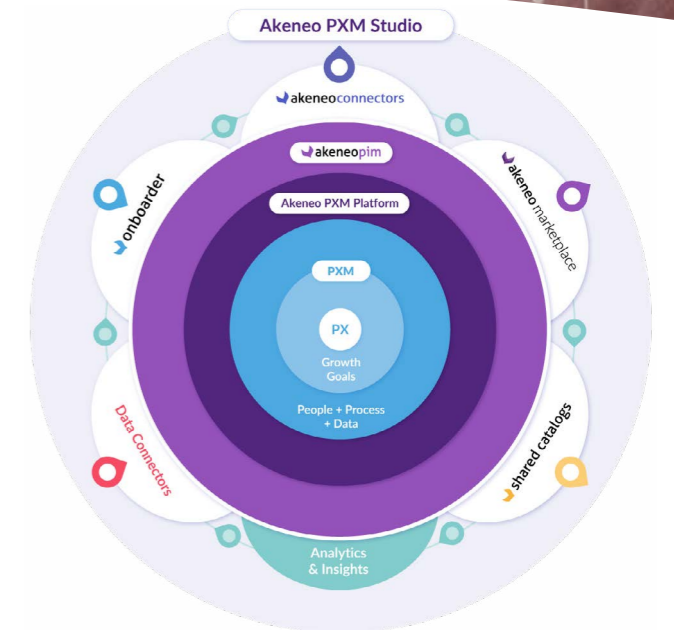 Akeneo PXM Studio
akeneoconnectors
akeneopim
onboarder
akeneo marketplace
Akeneo PXM Platform
PXM
PX
Growth
Goals
People + Process
+ Data
Data Connectors
shared catalogs
Analytics
& Insights